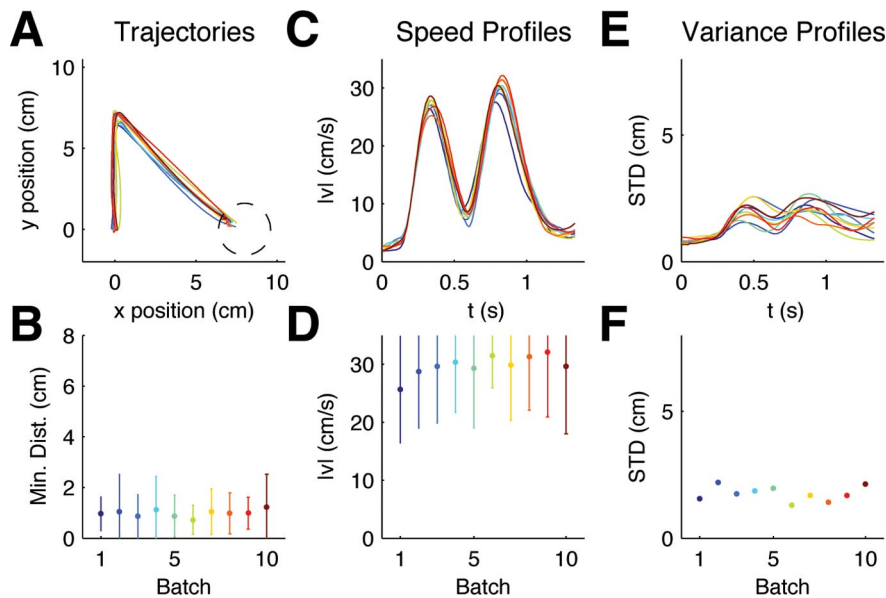 A Trajectories
10
5
0
y position (cm)
0 5 10
x position (cm)
C Speed Profiles
30
20
10
0
|v| (cm/s)
0 0.5 1
t (s)
E Variance Profiles
5
0
STD (cm)
0 0.5 1
t (s)
B
8
6
4
2
0
Min. Dist. (cm)
1 5 10
Batch
D
30
20
10
0
|v| (cm/s)
1 5 10
Batch
F
5
0
STD (cm)
1 5 10
Batch